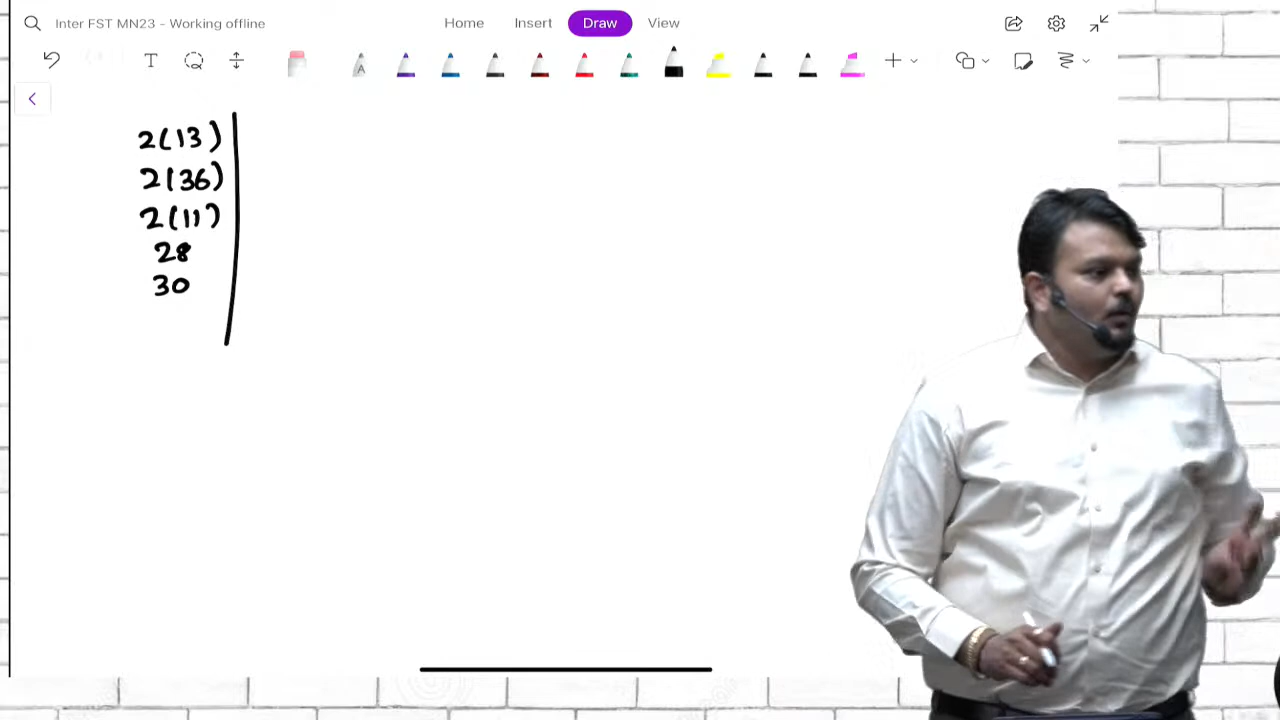 Inter FST MN23 - Working offline
Home Insert Draw View
T
A
2(13)
2(36)
2(11)
28
30